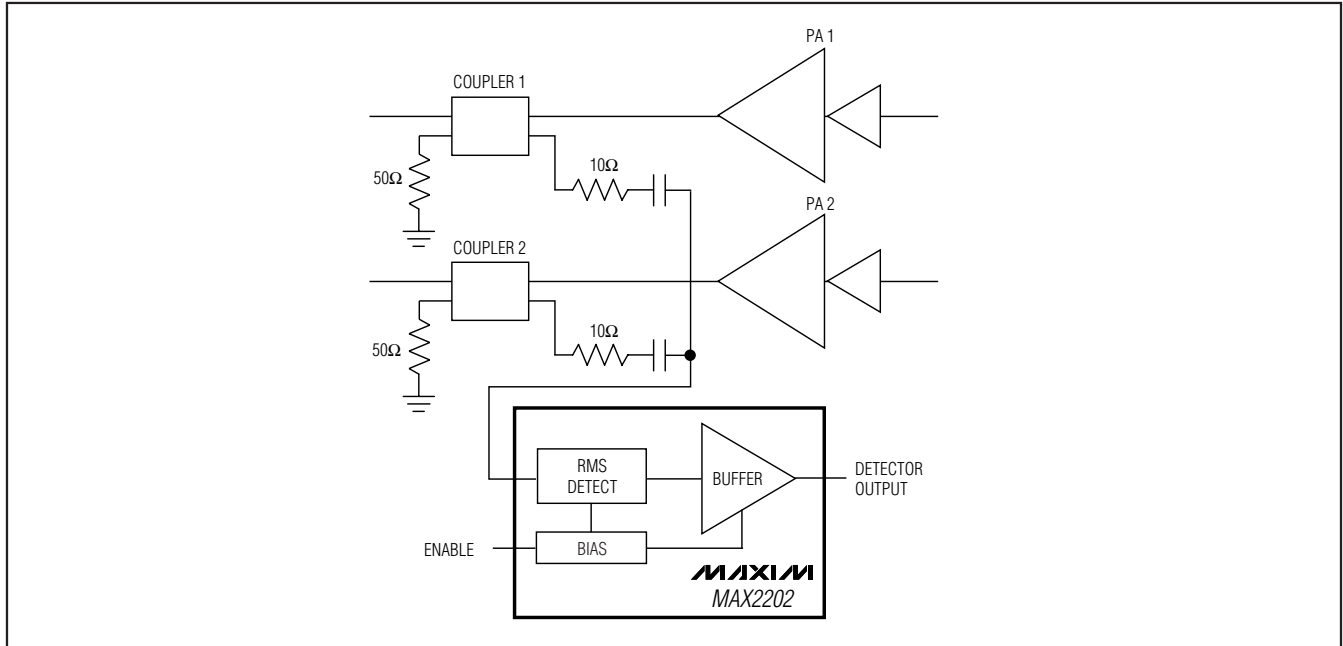 PA 1
COUPLER 1
10Ω
50Ω
PA 2
COUPLER 2
10Ω
50Ω
RMS
DETECT
BUFFER
DETECTOR
OUTPUT
ENABLE
BIAS
MAXIM
MAX2202